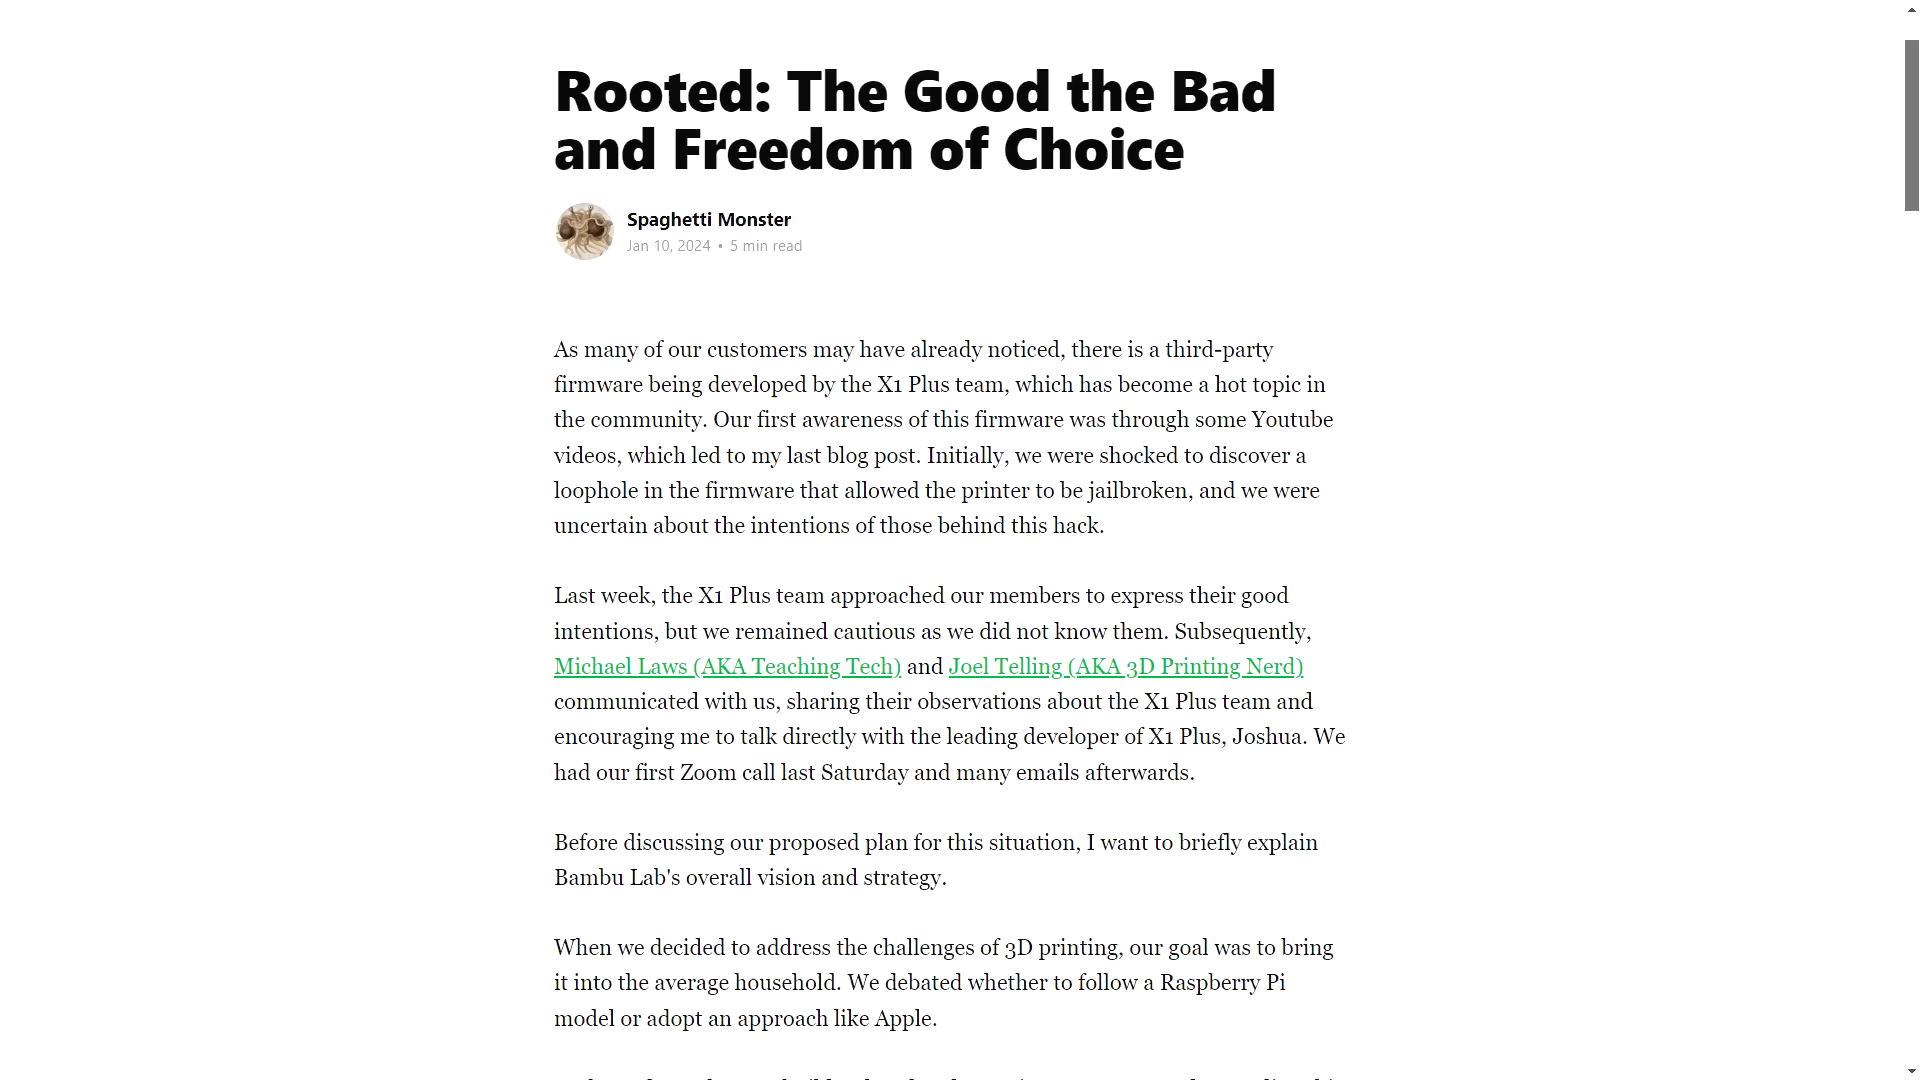 Rooted: The Good the Bad
and Freedom of Choice
Spaghetti Monster
Jan 10, 2024 • 5 min read
As many of our customers may have already noticed, there is a third-party
firmware being developed by the X1 Plus team, which has become a hot topic in
the community. Our first awareness of this firmware was through some Youtube
videos, which led to my last blog post. Initially, we were shocked to discover a
loophole in the firmware that allowed the printer to be jailbroken, and we were
uncertain about the intentions of those behind this hack.
Last week, the X1 Plus team approached our members to express their good
intentions, but we remained cautious as we did not know them. Subsequently,
Michael Laws (AKA Teaching Tech) and Joel Telling (AKA 3D Printing Nerd)
communicated with us, sharing their observations about the X1 Plus team and
encouraging me to talk directly with the leading developer of X1 Plus, Joshua. We
had our first Zoom call last Saturday and many emails afterwards.
Before discussing our proposed plan for this situation, I want to briefly explain
Bambu Lab's overall vision and strategy.
When we decided to address the challenges of 3D printing, our goal was to bring
it into the average household. We debated whether to follow a Raspberry Pi
model or adopt an approach like Apple.